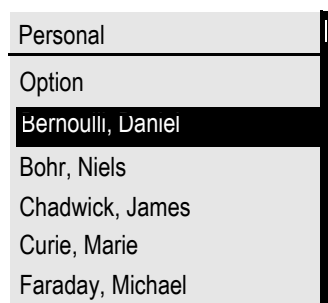 Personal
Option
Bernoulli, Daniel
Bohr, Niels
Chadwick, James
Curie, Marie
Faraday, Michael